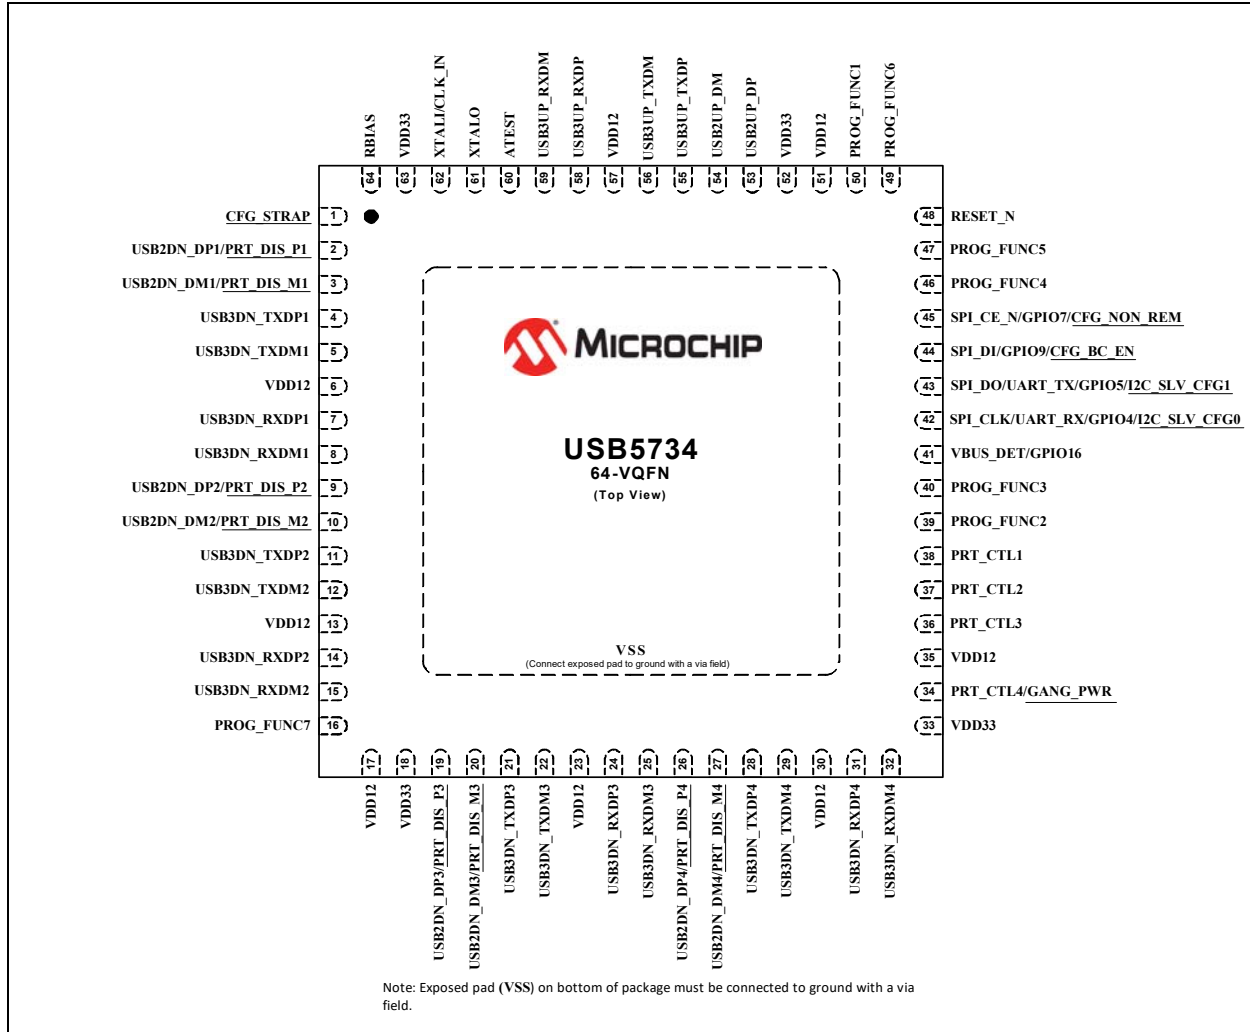 RBIAS
VDD33
XTALI/CLK_IN
XTALO
ATEST
USB3UP_RXDM
USB3UP_RXDP
VDD12
USB3UP_TXDM
USB3UP_TXDP
USB2UP_DM
USB2UP_DP
VDD33
VDD12
PROG_FUNC1
PROG_FUNC6
64
63
62
61
60
59
58
57
56
55
54
53
52
51
50
49
CFG_STRAP 1
USB2DN_DP1/PRT_DIS_P1 2
USB2DN_DM1/PRT_DIS_M1 3
USB3DN_TXDP1 4
USB3DN_TXDM1 5
VDD12 6
USB3DN_RXDP1 7
USB3DN_RXDM1 8
USB2DN_DP2/PRT_DIS_P2 9
USB2DN_DM2/PRT_DIS_M2 10
USB3DN_TXDP2 11
USB3DN_TXDM2 12
VDD12 13
USB3DN_RXDP2 14
USB3DN_RXDM2 15
PROG_FUNC7 16
MICROCHIP
USB5734
64-VQFN
(Top View)
VSS
(Connect exposed pad to ground with a via field)
48 RESET_N
47 PROG_FUNC5
46 PROG_FUNC4
45 SPI_CE_N/GPIO7/CFG_NON_REM
44 SPI_DI/GPIO9/CFG_BC_EN
43 SPI_DO/UART_TX/GPIO5/I2C_SLV_CFG1
42 SPI_CLK/UART_RX/GPIO4/I2C_SLV_CFG0
41 VBUS_DET/GPIO16
40 PROG_FUNC3
39 PROG_FUNC2
38 PRT_CTL1
37 PRT_CTL2
36 PRT_CTL3
35 VDD12
34 PRT_CTL4/GANG_PWR
33 VDD33
17
18
19
20
21
22
23
24
25
26
27
28
29
30
31
32
VDD12
VDD33
USB2DN_DP3/PRT_DIS_P3
USB2DN_DM3/PRT_DIS_M3
USB3DN_TXDP3
USB3DN_TXDM3
VDD12
USB3DN_RXDP3
USB3DN_RXDM3
USB2DN_DP4/PRT_DIS_P4
USB2DN_DM4/PRT_DIS_M4
USB3DN_TXDP4
USB3DN_TXDM4
VDD12
USB3DN_RXDP4
USB3DN_RXDM4
Note: Exposed pad (VSS) on bottom of package must be connected to ground with a via
field.